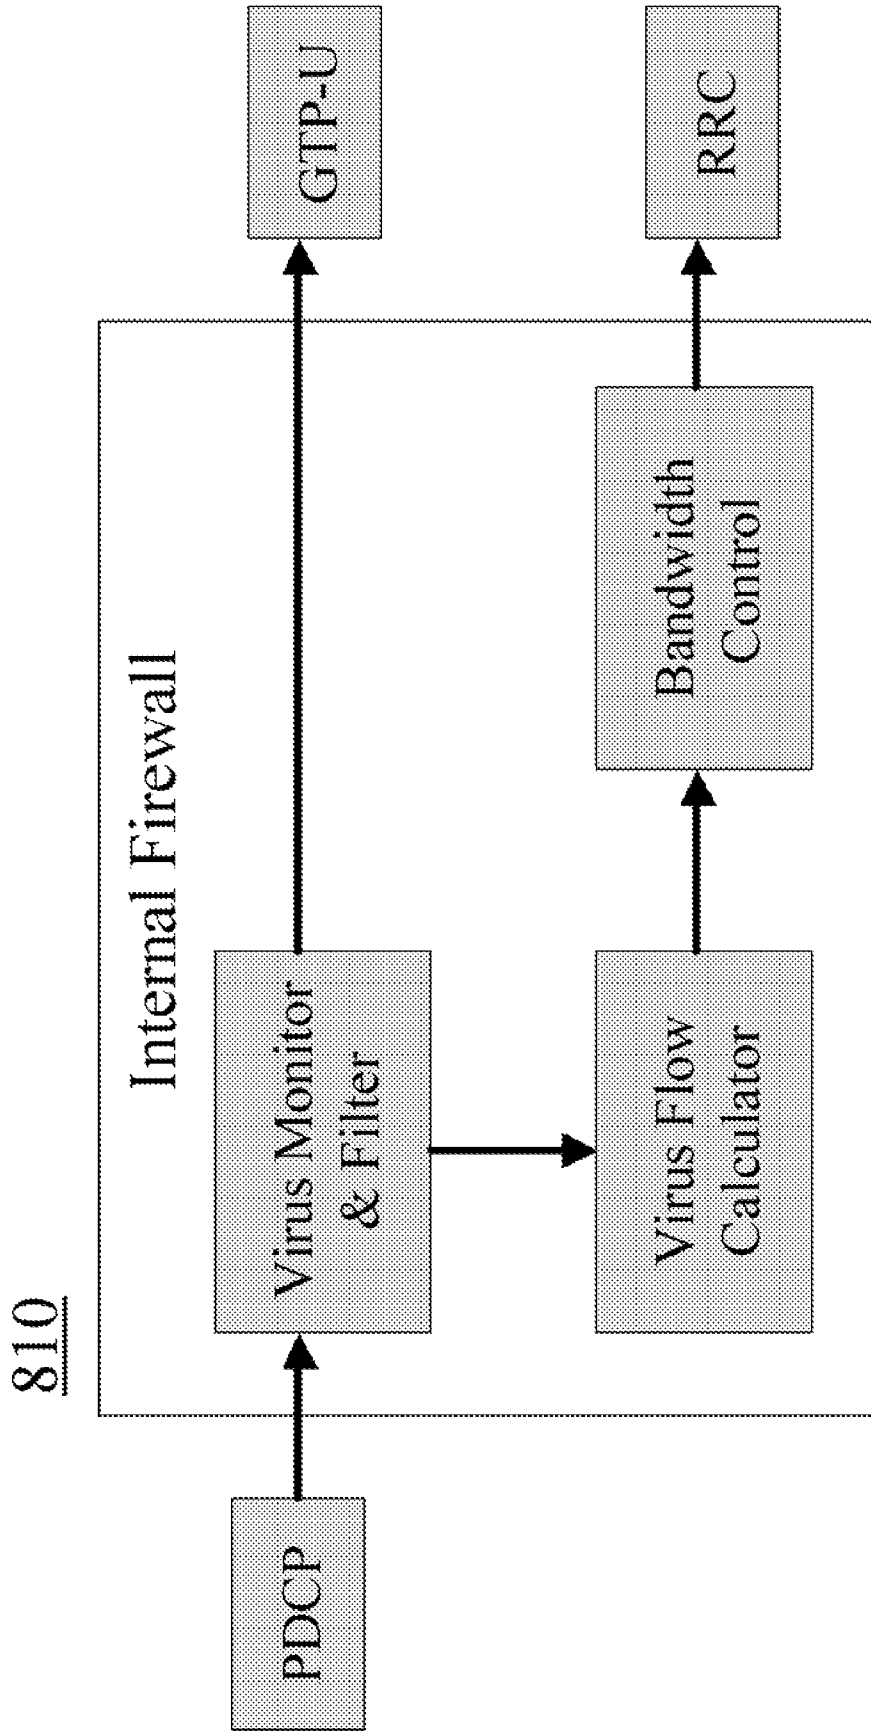 810
Internal Firewall
PDCP
Virus Monitor
& Filter
GTP-U
Virus Flow
Calculator
Bandwidth
Control
RRC